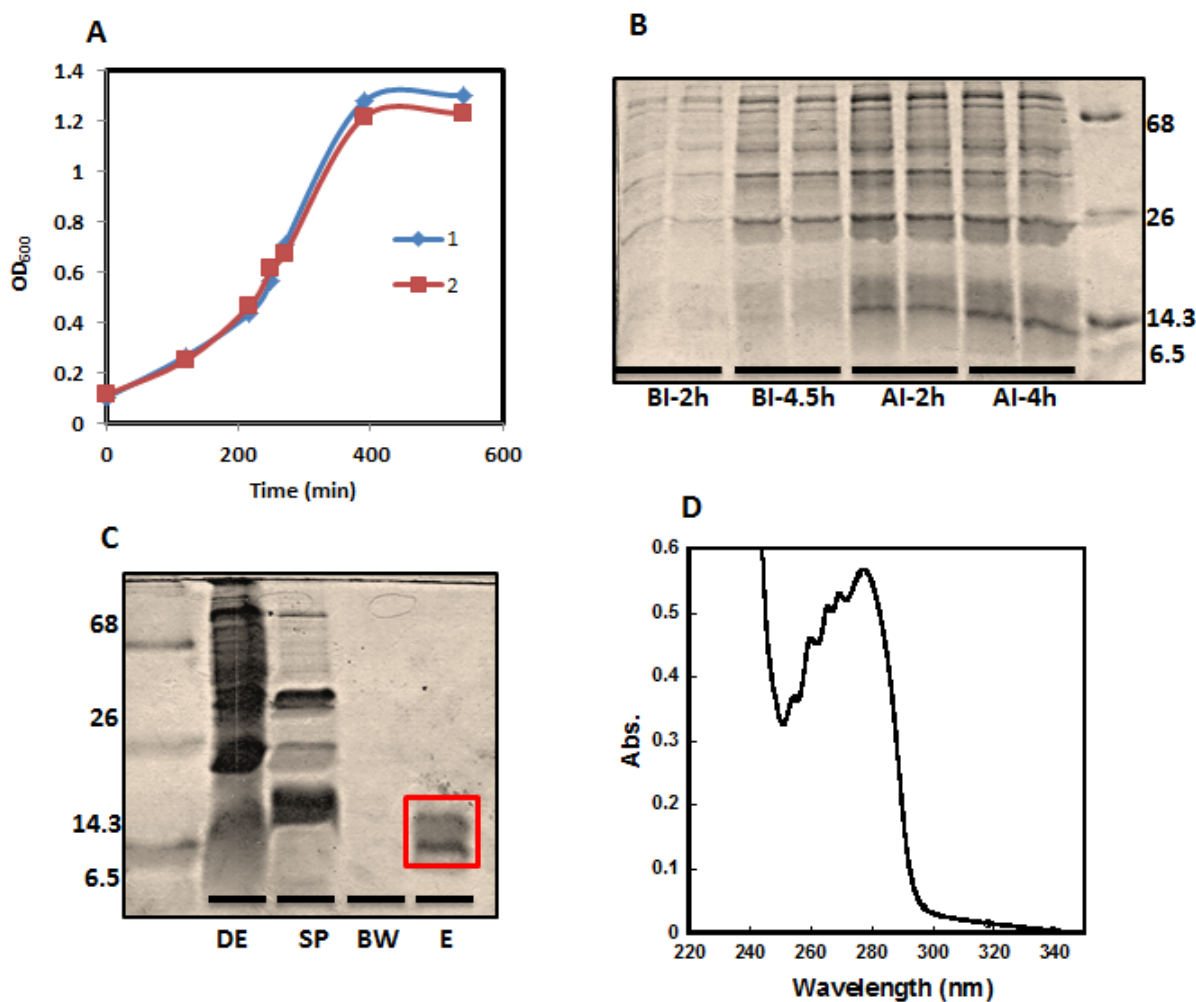 A
1.4
1.2
1
0.8
0.6
0.4
0.2
0
OD600
0 200 400 600
Time (min)
1
2
B
68
26
14.3
6.5
BI-2h BI-4.5h AI-2h AI-4h
C
68
26
14.3
6.5
DE SP BW E
D
0.6
0.5
0.4
0.3
0.2
0.1
0
Abs.
220 240 260 280 300 320 340
Wavelength (nm)